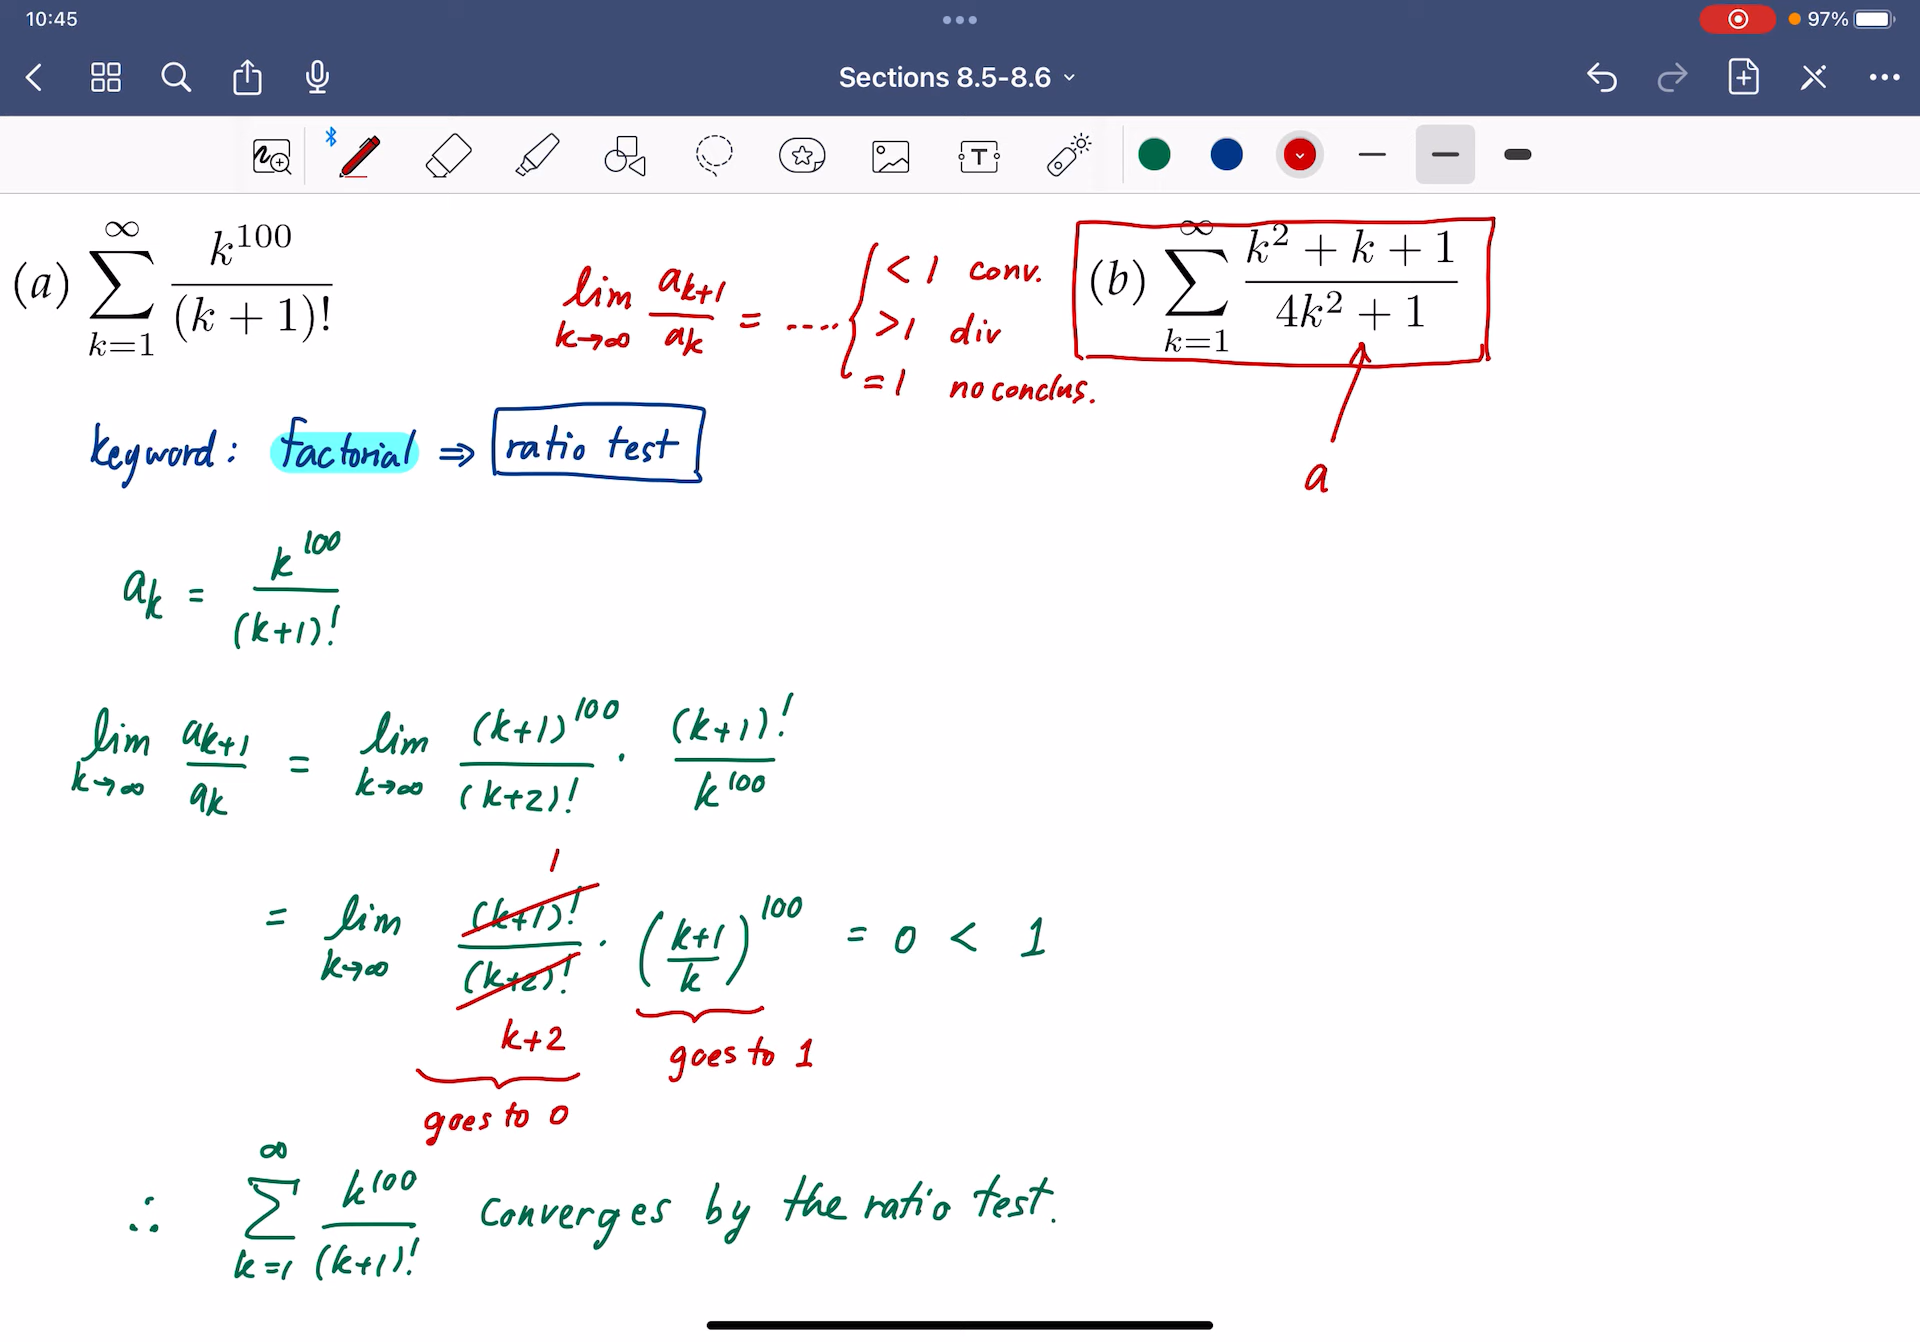 10:45
97%
Sections 8.5-8.6
(a) ∑_{k=1}^{∞} k^{100}/(k + 1)!
lim_{k→∞} a_{k+1}/a_k = .... { < 1 conv.
> 1 div
= 1 no conclus.
(b) ∑_{k=1}^{∞} (k^2 + k + 1)/(4k^2 + 1)
a
keyword: factorial ⇒ ratio test
a_k = k^{100}/(k+1)!
lim_{k→∞} a_{k+1}/a_k = lim_{k→∞} (k+1)^{100}/(k+2)! · (k+1)!/k^{100}
1
= lim_{k→∞} (k+1)!/(k+2)! · ((k+1)/k)^{100} = 0 < 1
k+2
goes to 1
goes to 0
∴ ∑_{k=1}^{∞} k^{100}/(k+1)! converges by the ratio test.